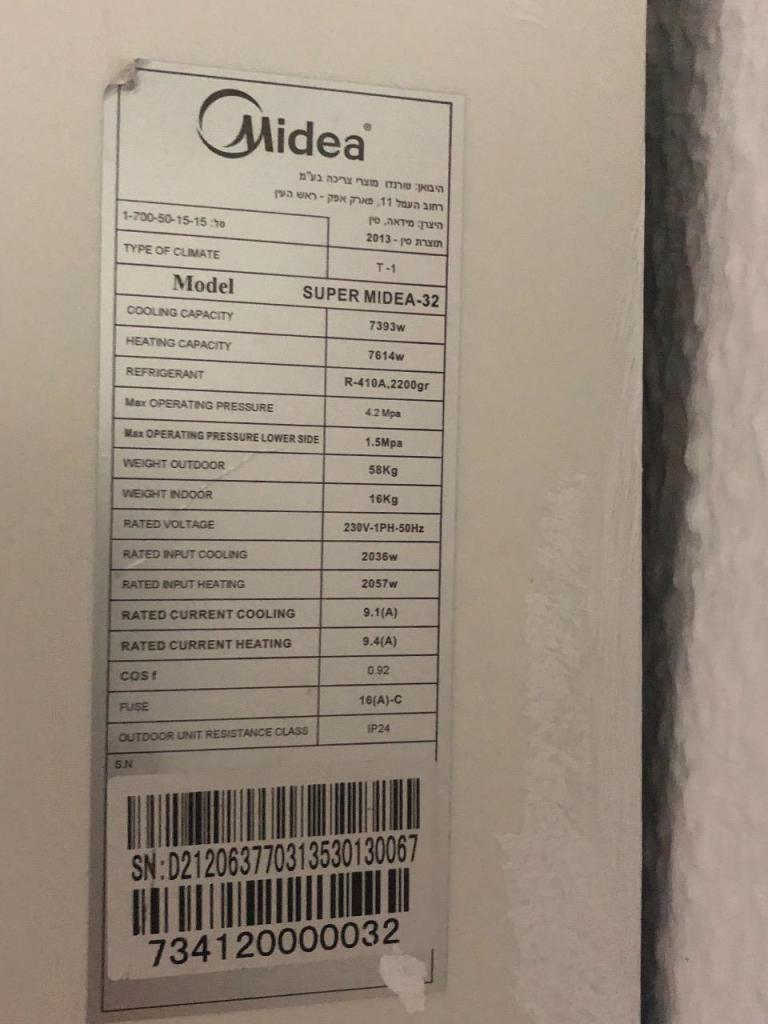 Midea®
היבואן: טורנדו מוצרי צריכה בע"מ
רחוב העמל 11, פארק אפק - ראש העין
טל: 1-700-50-15-15 היצרן: מידאה, סין
תוצרת סין - 2013
TYPE OF CLIMATE T-1
Model SUPER MIDEA-32
COOLING CAPACITY 7393w
HEATING CAPACITY 7614w
REFRIGERANT R-410A,2200gr
Max OPERATING PRESSURE 4.2 Mpa
Max OPERATING PRESSURE LOWER SIDE 1.5Mpa
WEIGHT OUTDOOR 58Kg
WEIGHT INDOOR 16Kg
RATED VOLTAGE 230V-1PH-50Hz
RATED INPUT COOLING 2036w
RATED INPUT HEATING 2057w
RATED CURRENT COOLING 9.1(A)
RATED CURRENT HEATING 9.4(A)
COS f 0.92
FUSE 16(A)-C
OUTDOOR UNIT RESISTANCE CLASS IP24
S.N
SN:D212063770313530130067
734120000032